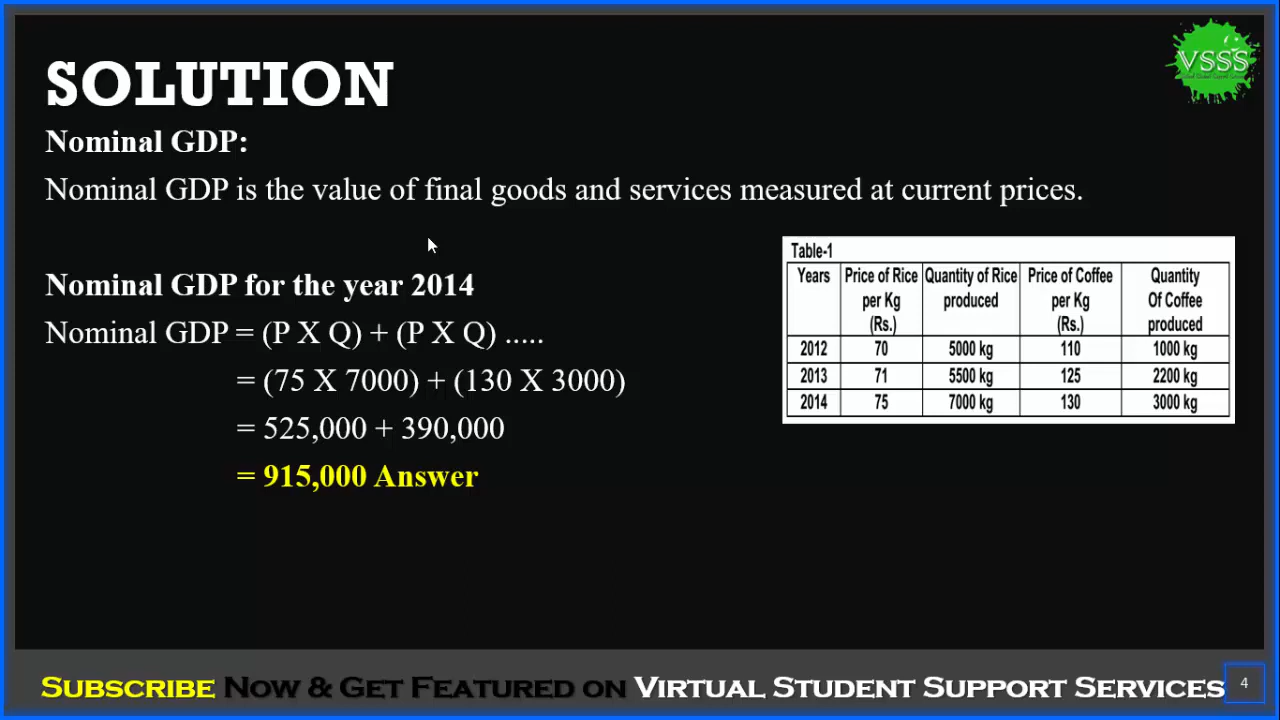 SOLUTION
VSSS
Nominal GDP:
Nominal GDP is the value of final goods and services measured at current prices.
Nominal GDP for the year 2014
Nominal GDP = (P X Q) + (P X Q) .....
= (75 X 7000) + (130 X 3000)
= 525,000 + 390,000
= 915,000 Answer
Table-1
Years Price of Rice Quantity of Rice Price of Coffee Quantity
per Kg produced per Kg Of Coffee
(Rs.) (Rs.) produced
2012 70 5000 kg 110 1000 kg
2013 71 5500 kg 125 2200 kg
2014 75 7000 kg 130 3000 kg
SUBSCRIBE NOW & GET FEATURED ON VIRTUAL STUDENT SUPPORT SERVICES 4